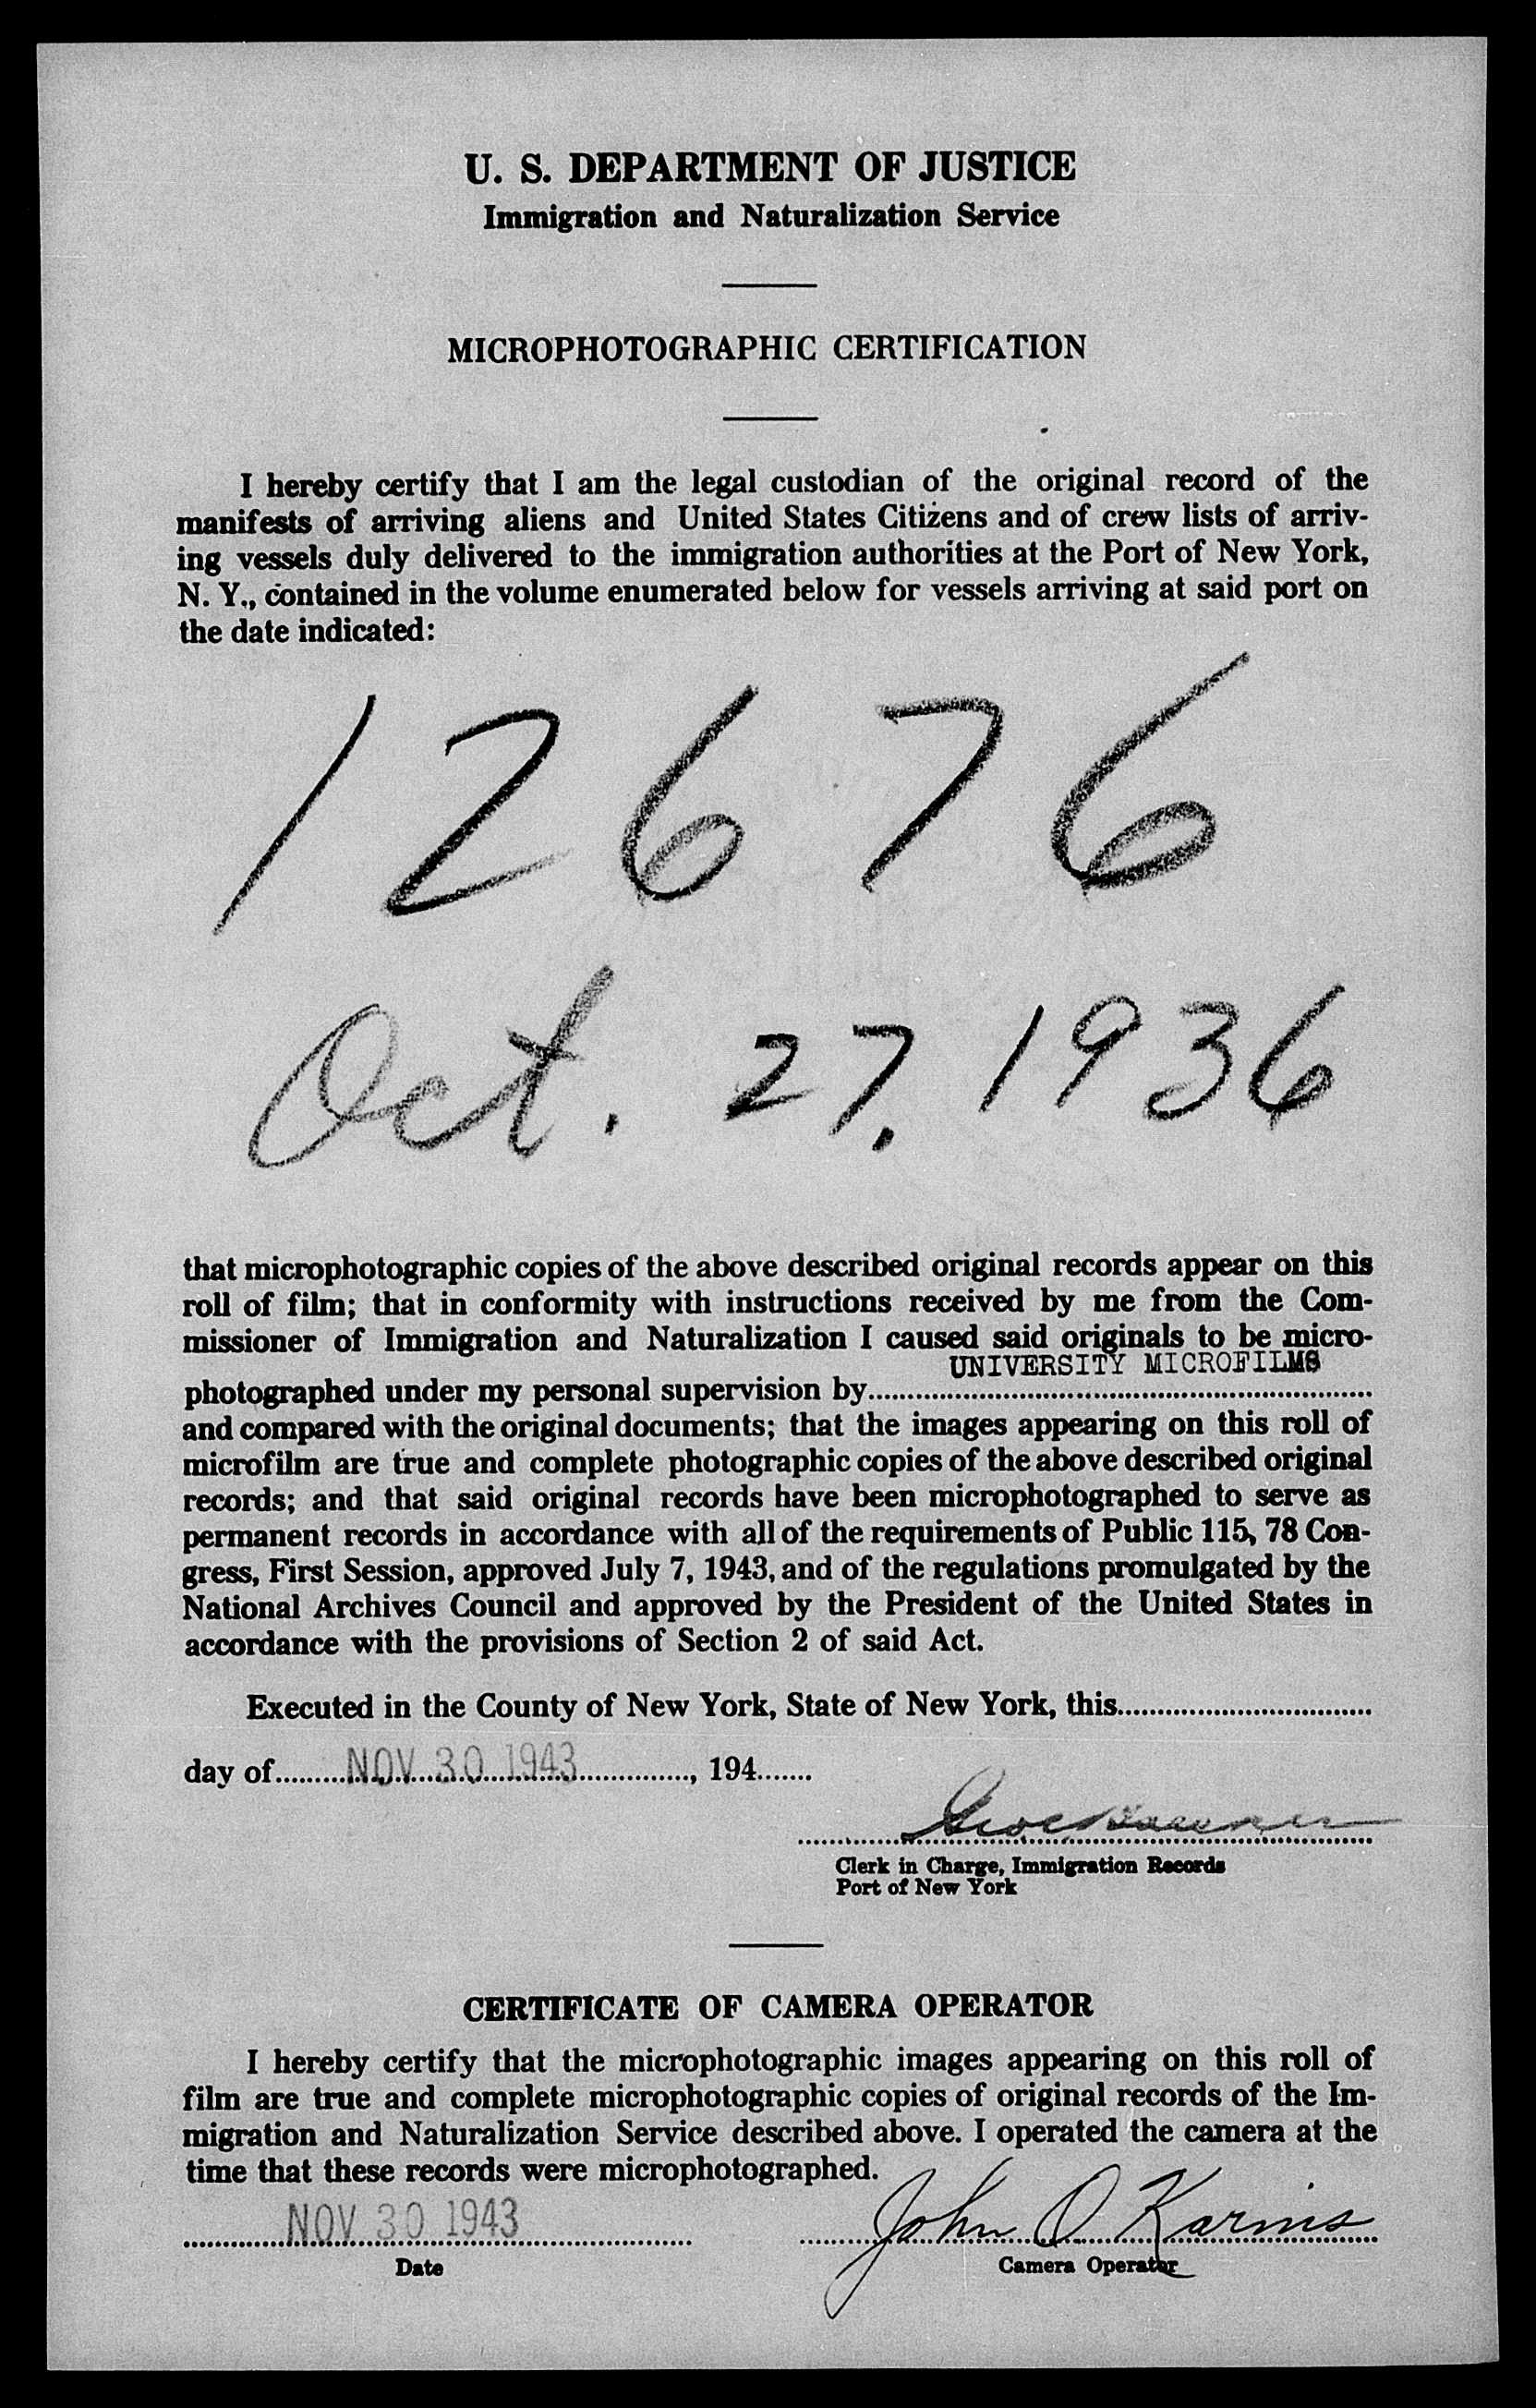 U. S. DEPARTMENT OF JUSTICE
Immigration and Naturalization Service
MICROPHOTOGRAPHIC CERTIFICATION
I hereby certify that I am the legal custodian of the original record of the
manifests of arriving aliens and United States Citizens and of crew lists of arriv-
ing vessels duly delivered to the immigration authorities at the Port of New York,
N. Y., contained in the volume enumerated below for vessels arriving at said port on
the date indicated:
12676
Oct. 27. 1936
that microphotographic copies of the above described original records appear on this
roll of film; that in conformity with instructions received by me from the Com-
missioner of Immigration and Naturalization I caused said originals to be micro-
UNIVERSITY MICROFILMS
photographed under my personal supervision by
and compared with the original documents; that the images appearing on this roll of
microfilm are true and complete photographic copies of the above described original
records; and that said original records have been microphotographed to serve as
permanent records in accordance with all of the requirements of Public 115, 78 Con-
gress, First Session, approved July 7, 1943, and of the regulations promulgated by the
National Archives Council and approved by the President of the United States in
accordance with the provisions of Section 2 of said Act.
Executed in the County of New York, State of New York, this
day of NOV 30 1943, 194
Clerk in Charge, Immigration Records
Port of New York
CERTIFICATE OF CAMERA OPERATOR
I hereby certify that the microphotographic images appearing on this roll of
film are true and complete microphotographic copies of original records of the Im-
migration and Naturalization Service described above. I operated the camera at the
time that these records were microphotographed.
NOV 30 1943 John O Karins
Date Camera Operator